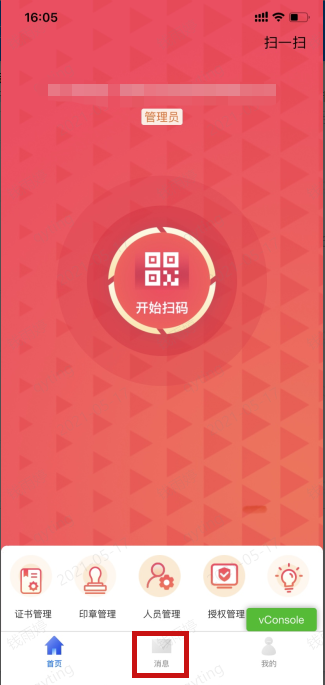 16:05
扫一扫
管理员
开始扫码
证书管理
印章管理
人员管理
授权管理
vConsole
首页
消息
我的